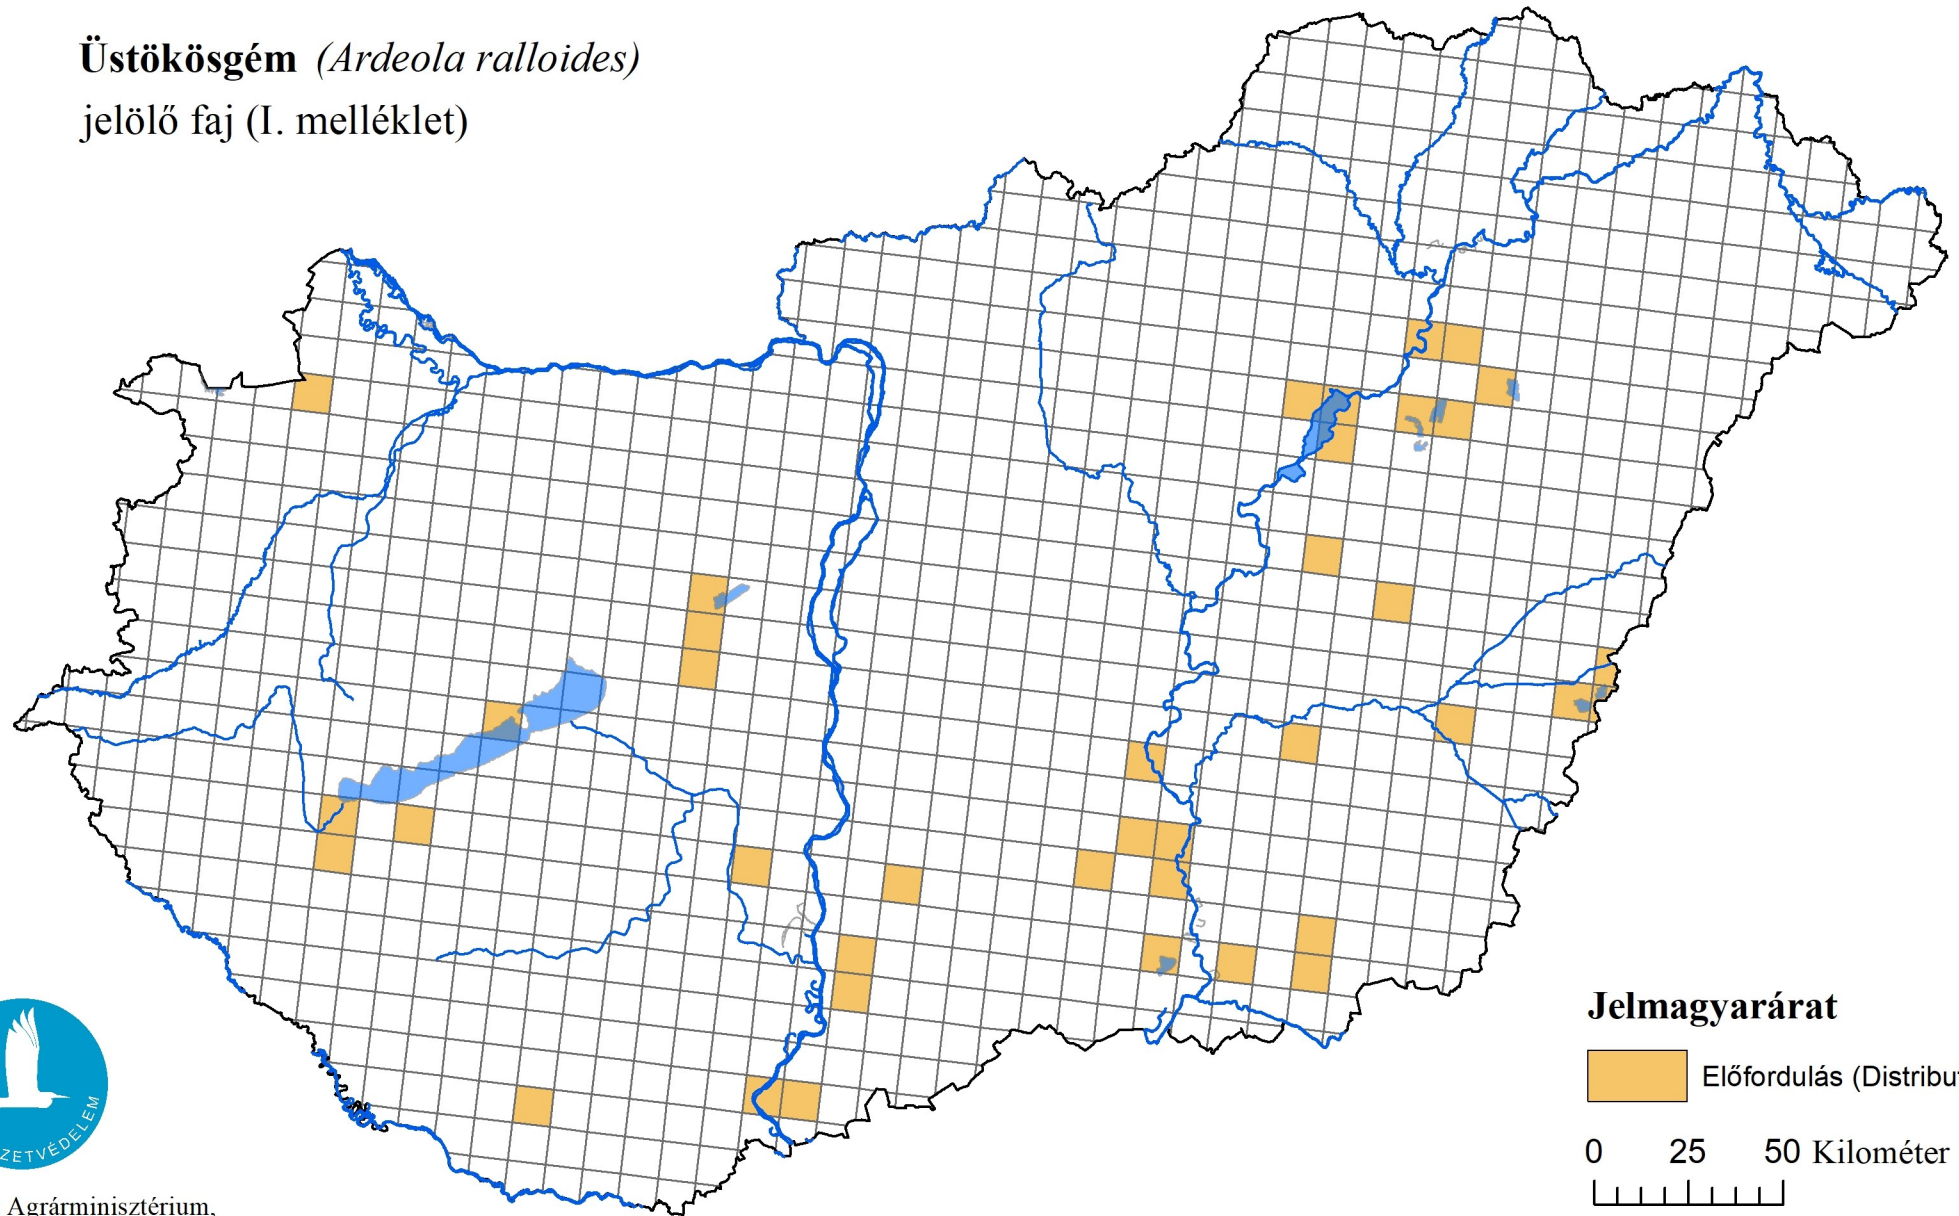 Üstökösgém (Ardeola ralloides)
jelölő faj (I. melléklet)
Jelmagyarárat
Előfordulás (Distribu
0 25 50 Kilométer
ZETVÉDELEM
Agrárminisztérium,